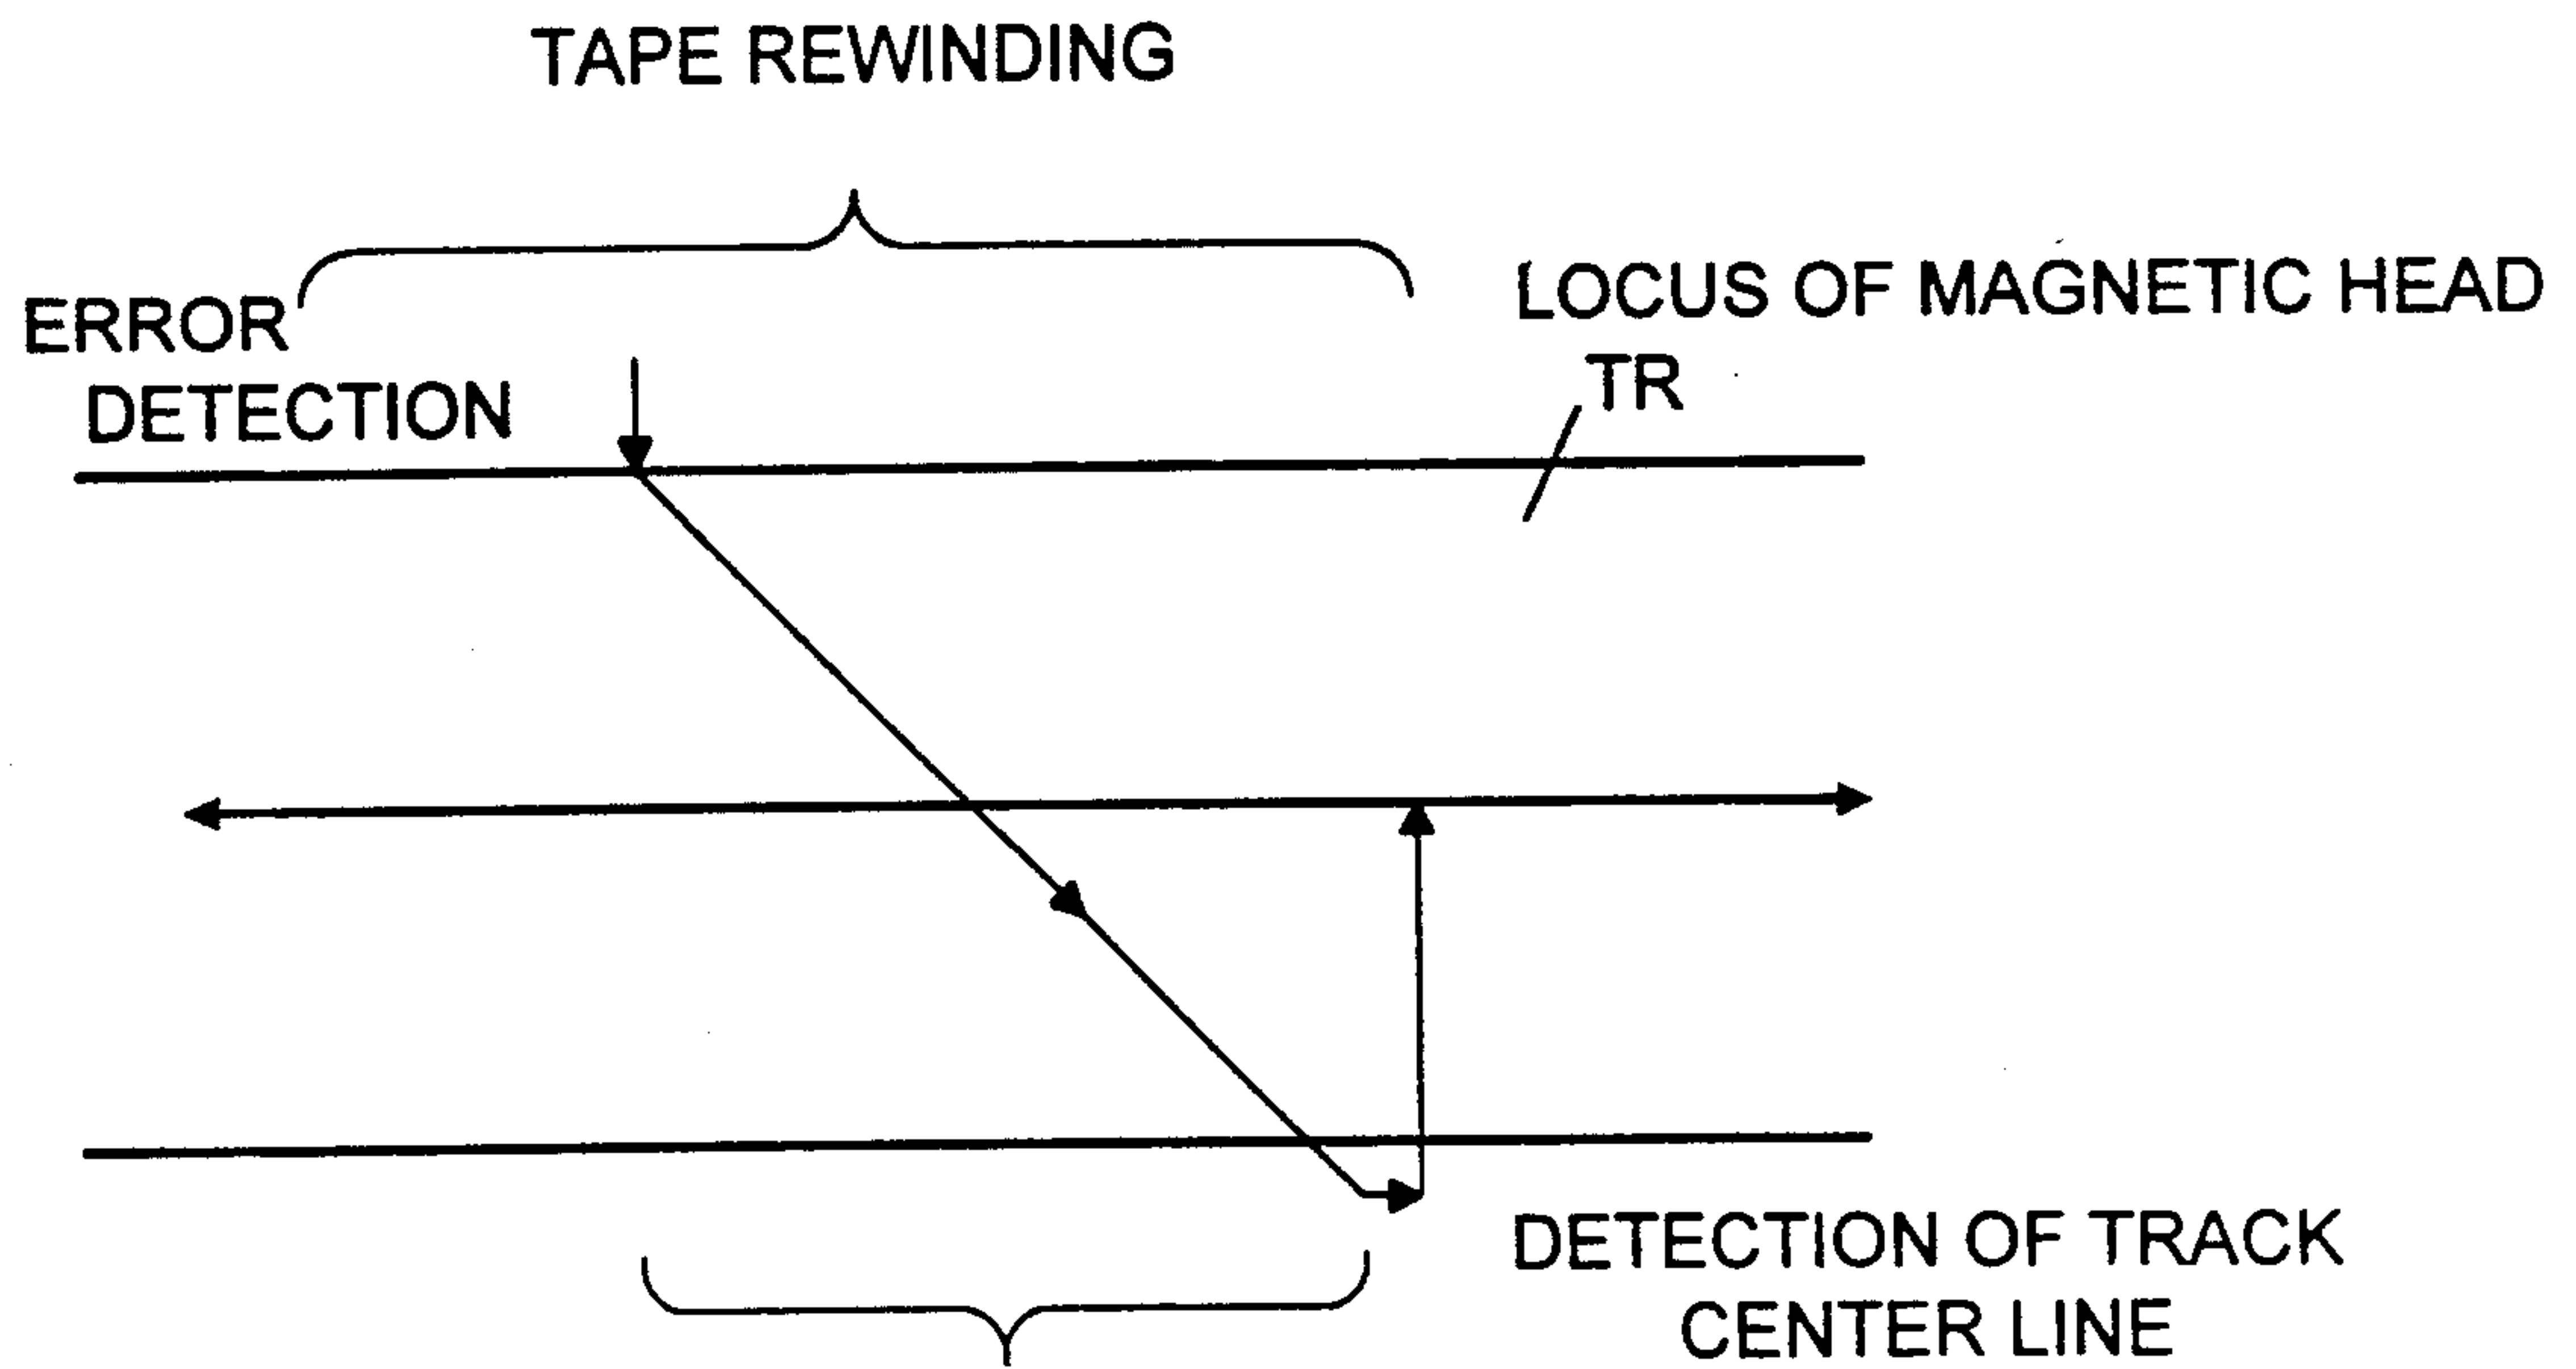 TAPE REWINDING
ERROR
DETECTION
LOCUS OF MAGNETIC HEAD
TR
DETECTION OF TRACK
CENTER LINE